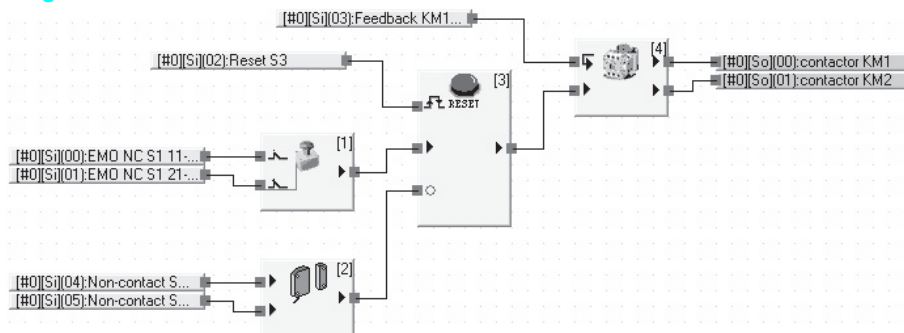 [#0][Si](03):Feedback KM1...
[4]
[#0][Si](02):Reset S3
[#0][So](00):contactor KM1
[3]
[#0][So](01):contactor KM2
RESET
[1]
[#0][Si](00):EMO NC S1 11-...
[#0][Si](01):EMO NC S1 21-...
[2]
[#0][Si](04):Non-contact S...
[#0][Si](05):Non-contact S...